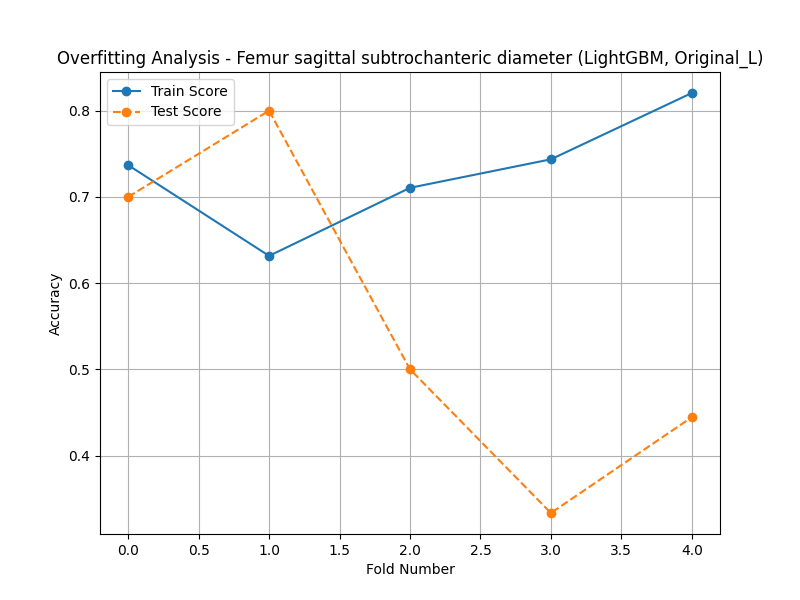 Overfitting Analysis - Femur sagittal subtrochanteric diameter (LightGBM, Original_L)
Train Score
Test Score
Accuracy
0.8
0.7
0.6
0.5
0.4
0.0 0.5 1.0 1.5 2.0 2.5 3.0 3.5 4.0
Fold Number